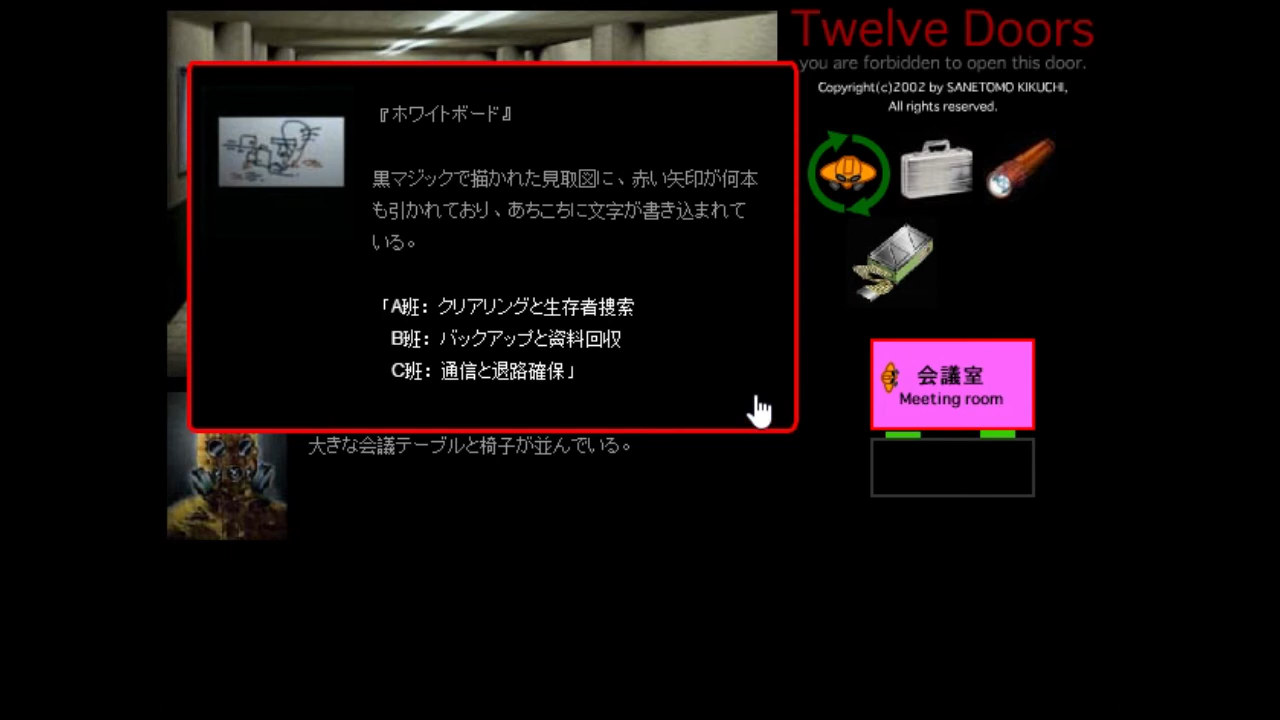 Twelve Doors
you are forbidden to open this door.
Copyright(c)2002 by SANETOMO KIKUCHI,
All rights reserved.
『ホワイトボード』
黒マジックで描かれた見取図に、赤い矢印が何本
も引かれており、あちこちに文字が書き込まれて
いる。
「A班：クリアリングと生存者捜索
B班：バックアップと資料回収
C班：通信と退路確保」
会議室
Meeting room
大きな会議テーブルと椅子が並んでいる。